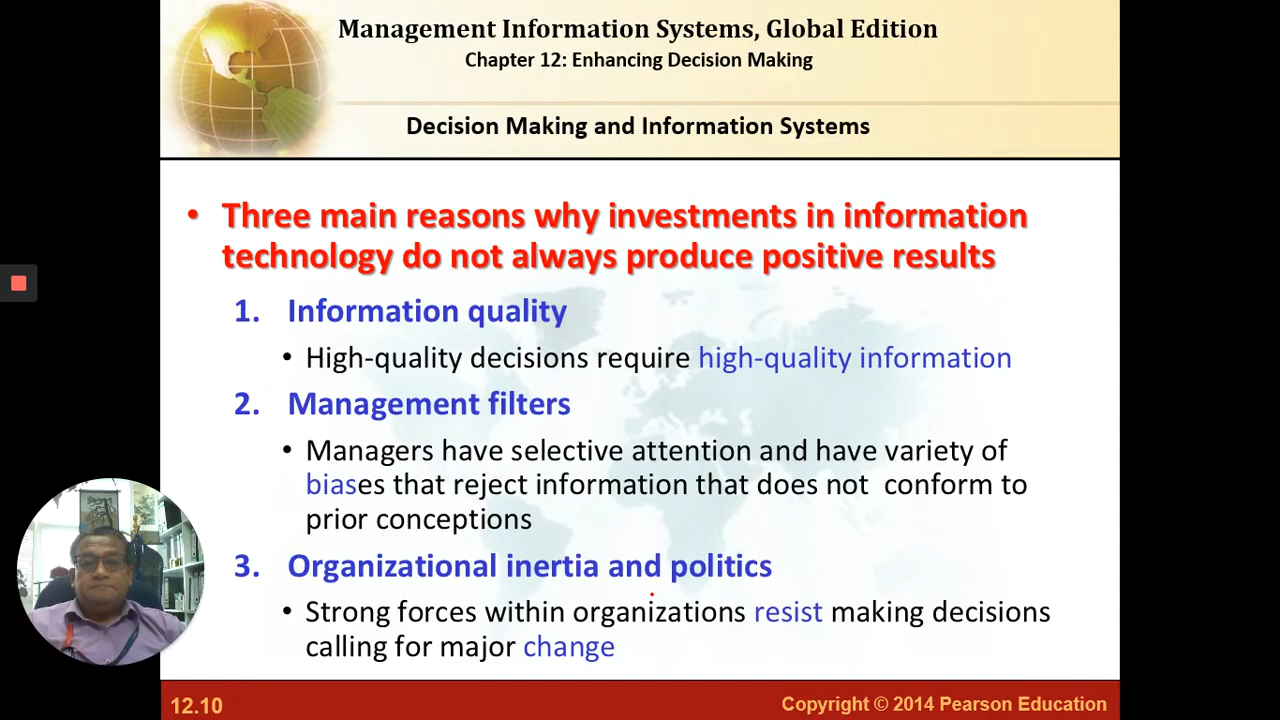 Management Information Systems, Global Edition
Chapter 12: Enhancing Decision Making
Decision Making and Information Systems
• Three main reasons why investments in information
technology do not always produce positive results
1. Information quality
• High-quality decisions require high-quality information
2. Management filters
• Managers have selective attention and have variety of
biases that reject information that does not conform to
prior conceptions
3. Organizational inertia and politics
• Strong forces within organizations resist making decisions
calling for major change
12.10
Copyright © 2014 Pearson Education